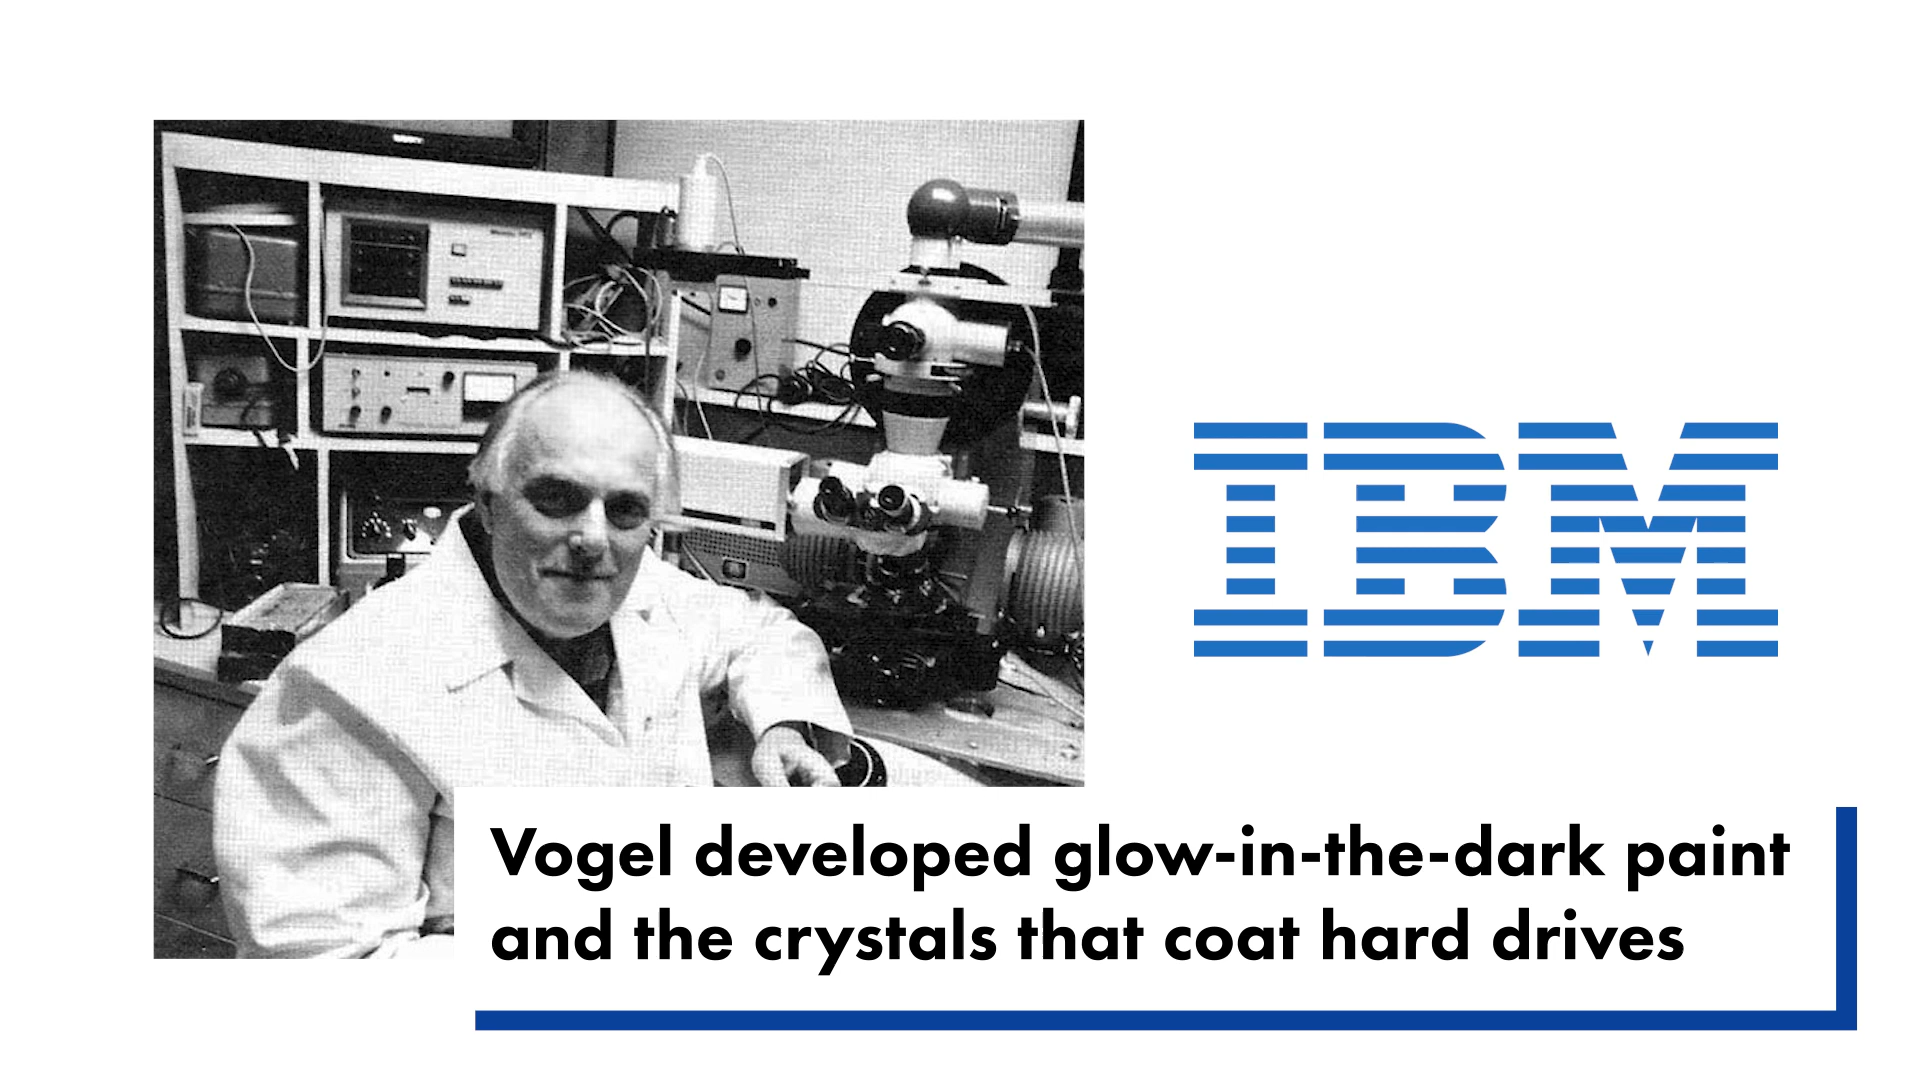 IBM
Vogel developed glow-in-the-dark paint
and the crystals that coat hard drives